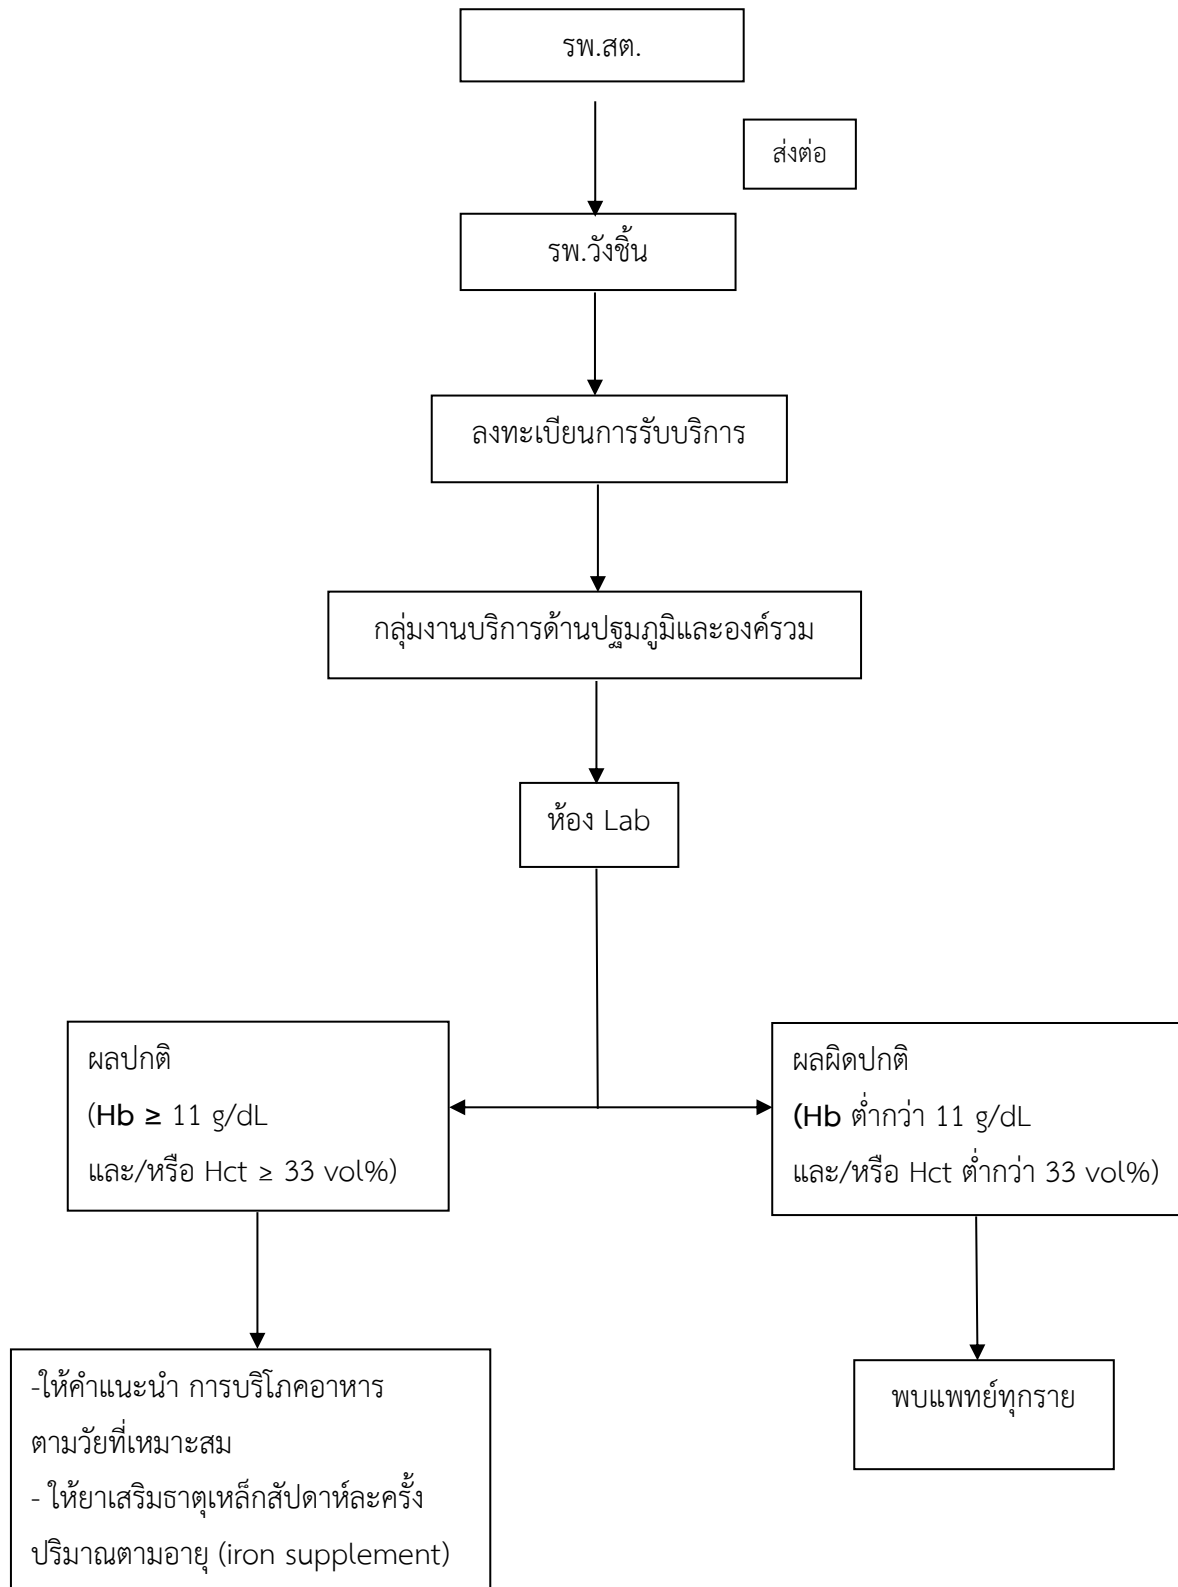 รพ.สต.
ส่งต่อ
รพ.วังชิ้น
ลงทะเบียนการรับบริการ
กลุ่มงานบริการด้านปฐมภูมิและองค์รวม
ห้อง Lab
ผลปกติ
(Hb ≥ 11 g/dL
และ/หรือ Hct ≥ 33 vol%)
ผลผิดปกติ
(Hb ต่ำกว่า 11 g/dL
และ/หรือ Hct ต่ำกว่า 33 vol%)
-ให้คำแนะนำ การบริโภคอาหาร
ตามวัยที่เหมาะสม
- ให้ยาเสริมธาตุเหล็กสัปดาห์ละครั้ง
ปริมาณตามอายุ (iron supplement)
พบแพทย์ทุกราย